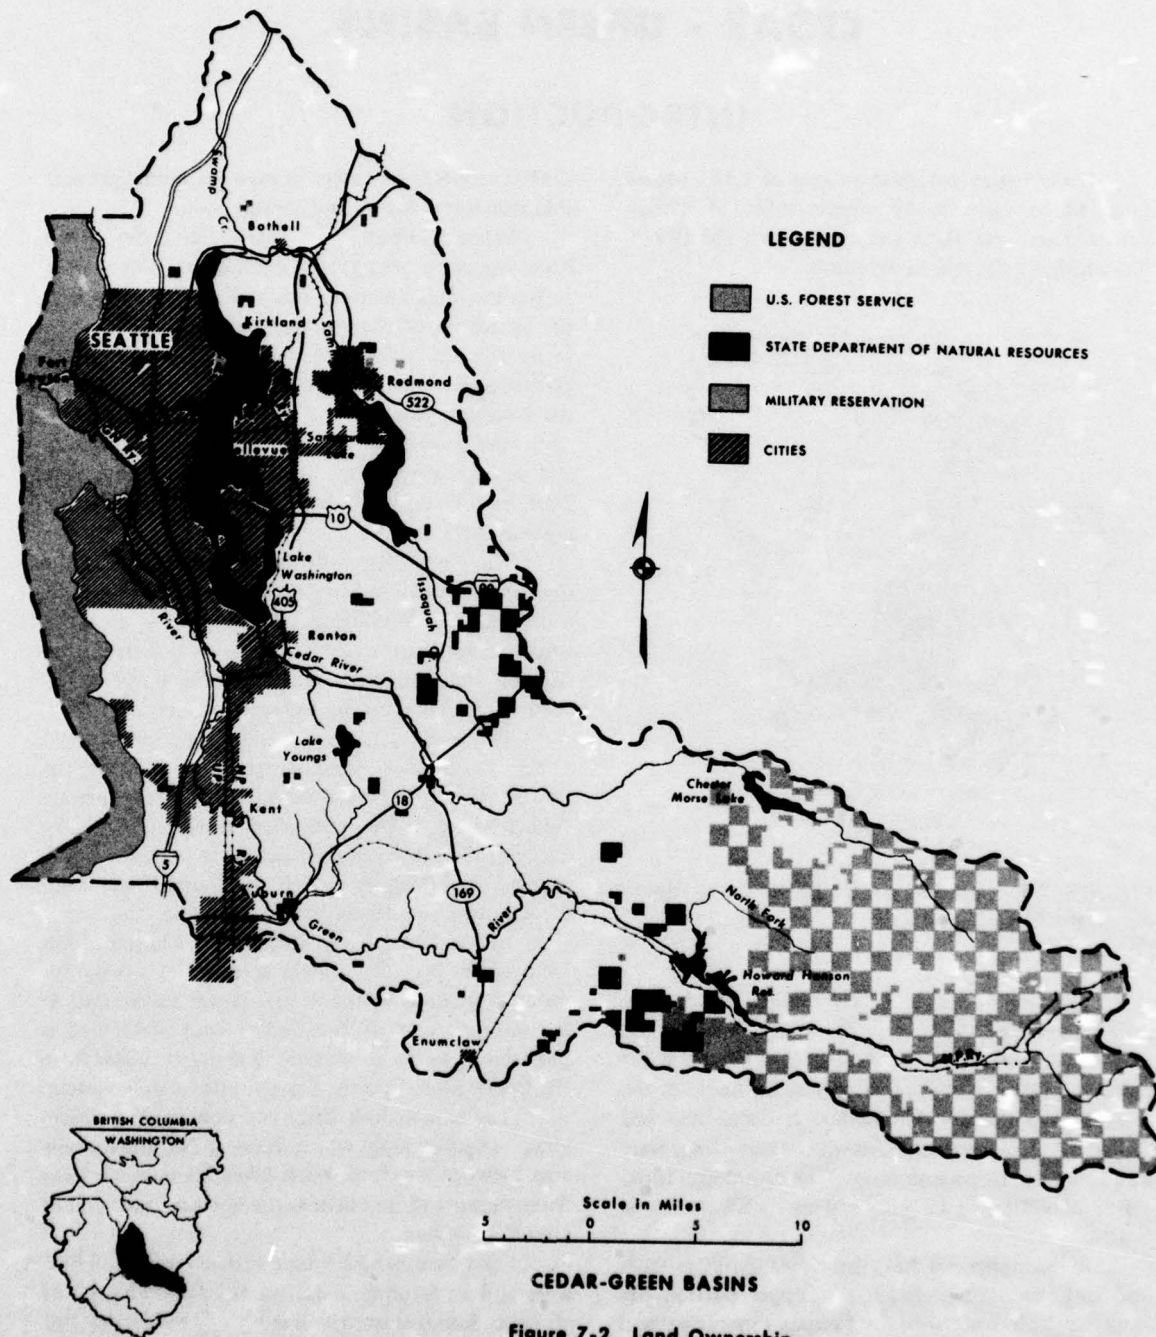 LEGEND
U.S. FOREST SERVICE
STATE DEPARTMENT OF NATURAL RESOURCES
MILITARY RESERVATION
CITIES
Swamp
Cr.
Bothell
Kirkland
SEATTLE
Redmond
522
10
Lake
Washington
405
Issaquah
River
Renton
Cedar River
Lake
Youngs
18
Kent
5
169
Green
River
Chester
Morse Lake
North Fork
Howard Hanson
Res.
Enumclaw
BRITISH COLUMBIA
WASHINGTON
Scale in Miles
5 0 5 10
CEDAR-GREEN BASINS
Figure 7-2. Land Ownership